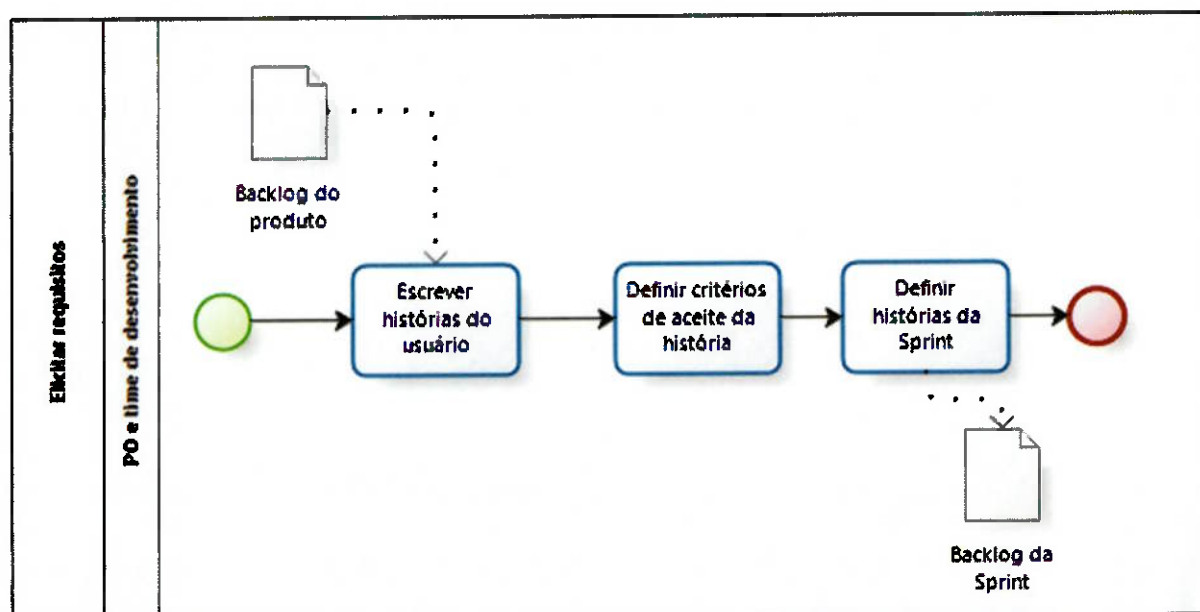 Elicitar requisitos
PO e time de desenvolvimento
Backlog do
produto
Escrever
histórias do
usuário
Definir critérios
de aceite da
história
Definir
histórias da
Sprint
Backlog da
Sprint